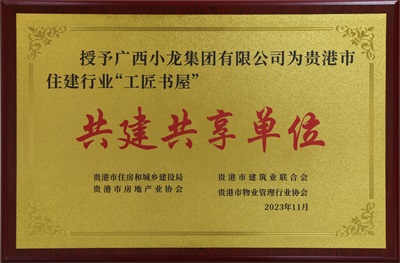 授予广西小龙集团有限公司为贵港市
住建行业“工匠书屋”
共建共享单位
贵港市住房和城乡建设局 贵港市建筑业联合会
贵港市房地产业协会 贵港市物业管理行业协会
2023年11月